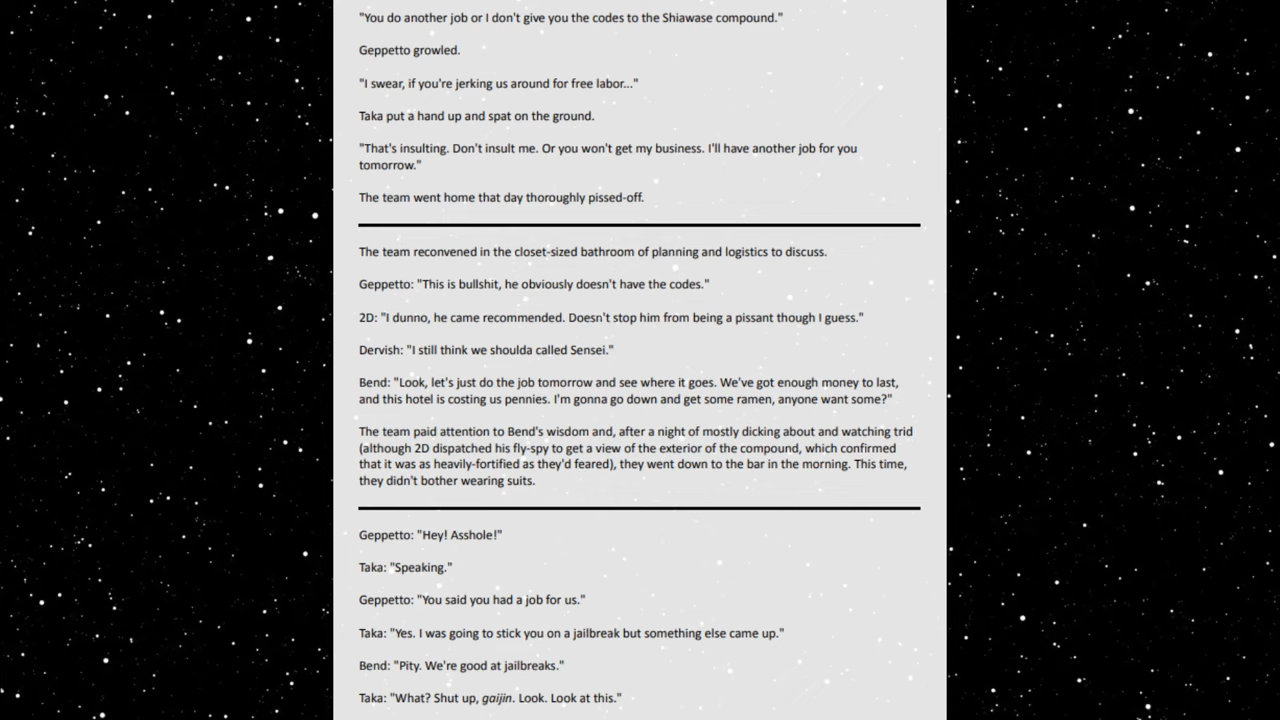 "You do another job or I don't give you the codes to the Shiawase compound."
Geppetto growled.
"I swear, if you're jerking us around for free labor..."
Taka put a hand up and spat on the ground.
"That's insulting. Don't insult me. Or you won't get my business. I'll have another job for you
tomorrow."
The team went home that day thoroughly pissed-off.
The team reconvened in the closet-sized bathroom of planning and logistics to discuss.
Geppetto: "This is bullshit, he obviously doesn't have the codes."
2D: "I dunno, he came recommended. Doesn't stop him from being a pissant though I guess."
Dervish: "I still think we shoulda called Sensei."
Bend: "Look, let's just do the job tomorrow and see where it goes. We've got enough money to last,
and this hotel is costing us pennies. I'm gonna go down and get some ramen, anyone want some?"
The team paid attention to Bend's wisdom and, after a night of mostly dicking about and watching trid
(although 2D dispatched his fly-spy to get a view of the exterior of the compound, which confirmed
that it was as heavily-fortified as they'd feared), they went down to the bar in the morning. This time,
they didn't bother wearing suits.
Geppetto: "Hey! Asshole!"
Taka: "Speaking."
Geppetto: "You said you had a job for us."
Taka: "Yes. I was going to stick you on a jailbreak but something else came up."
Bend: "Pity. We're good at jailbreaks."
Taka: "What? Shut up, gaijin. Look. Look at this."